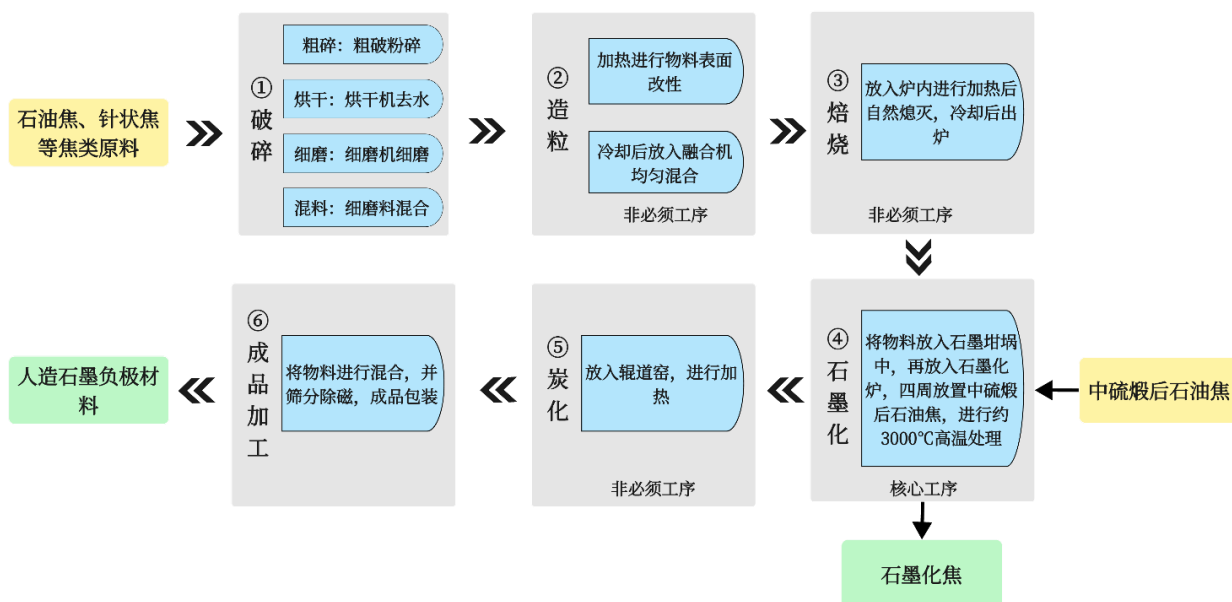 石油焦、针状焦
等焦类原料
①破碎
粗碎：粗破粉碎
烘干：烘干机去水
细磨：细磨机细磨
混料：细磨料混合
②造粒
加热进行物料表面
改性
冷却后放入融合机
均匀混合
非必须工序
③焙烧
放入炉内进行加热后
自然熄灭，冷却后出
炉
非必须工序
④石墨化
将物料放入石墨坩埚
中，再放入石墨化
炉，四周放置中硫煅
后石油焦，进行约
3000℃高温处理
核心工序
中硫煅后石油焦
石墨化焦
⑤炭化
放入辊道窑，进行加
热
非必须工序
⑥成品加工
将物料进行混合，并
筛分除磁，成品包装
人造石墨负极材
料